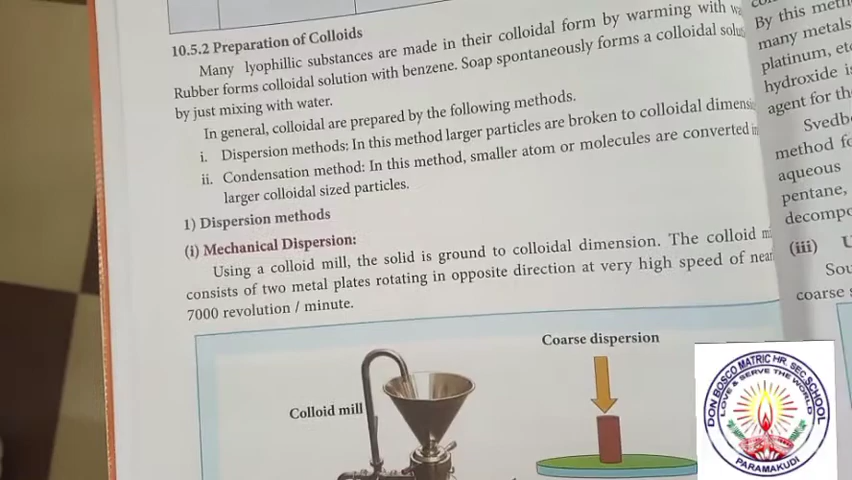 10.5.2 Preparation of Colloids
Many lyophillic substances are made in their colloidal form by warming with
Rubber forms colloidal solution with benzene. Soap spontaneously forms a colloidal
by just mixing with water.
In general, colloidal are prepared by the following methods.
i. Dispersion methods: In this method larger particles are broken to colloidal
ii. Condensation method: In this method, smaller atom or molecules are converted
larger colloidal sized particles.
1) Dispersion methods
(i) Mechanical Dispersion:
Using a colloid mill, the solid is ground to colloidal dimension. The colloid
consists of two metal plates rotating in opposite direction at very high speed of
7000 revolution / minute.
Coarse dispersion
Colloid mill
By this
many metals
platinum,
hydroxide
agent for
method
aqueous
pentane,
(iii)
coarse
DON BOSCO MATRIC HR. SEC SCHOOL
LOVE & SERVE THE WORLD
PARAMAKUDI